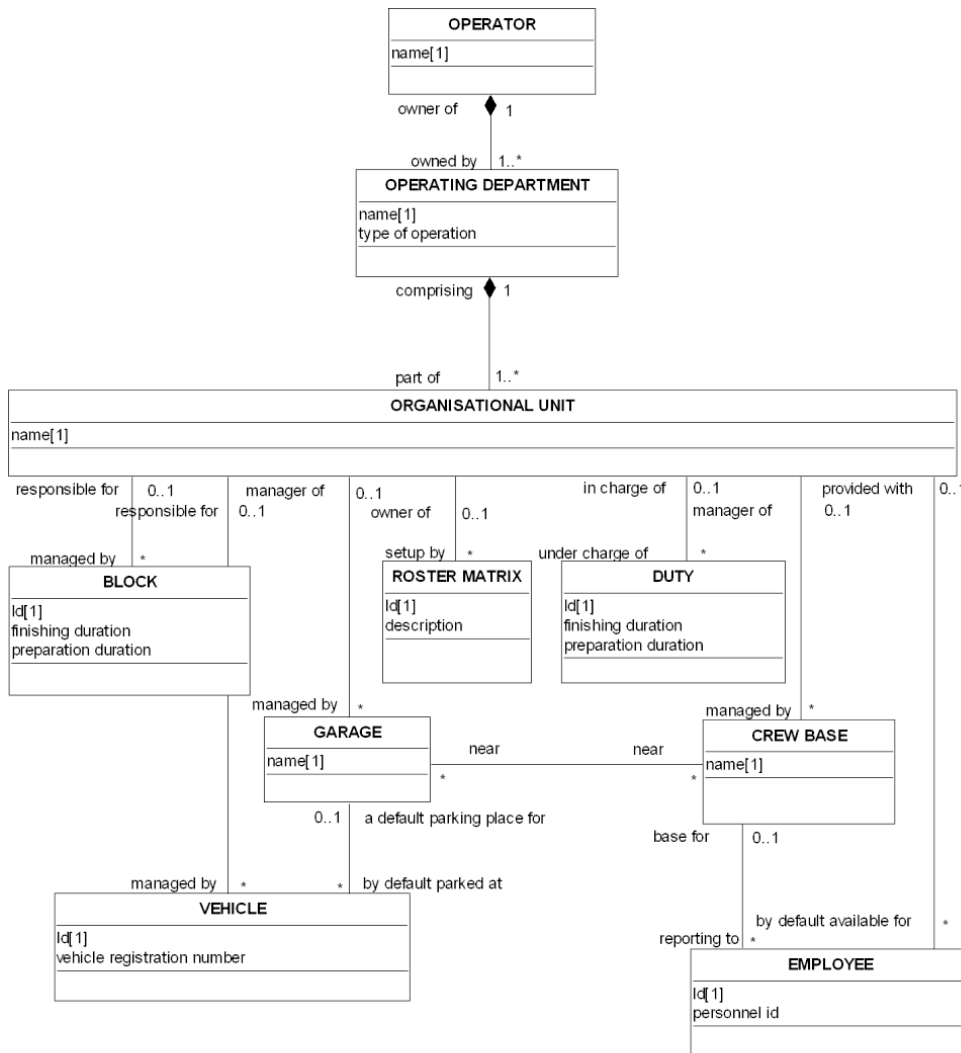 OPERATOR
name[1]
owner of 1
owned by 1..*
OPERATING DEPARTMENT
name[1]
type of operation
comprising 1
part of 1..*
ORGANISATIONAL UNIT
name[1]
responsible for 0..1 manager of 0..1 in charge of 0..1 provided with 0..1
responsible for 0..1 owner of 0..1 manager of 0..1
managed by * setup by * under charge of *
BLOCK
Id[1]
finishing duration
preparation duration
ROSTER MATRIX
Id[1]
description
DUTY
Id[1]
finishing duration
preparation duration
managed by * managed by *
GARAGE
name[1]
near near
* *
CREW BASE
name[1]
0..1 a default parking place for
base for 0..1
managed by * * by default parked at
VEHICLE
Id[1]
vehicle registration number
by default available for *
reporting to *
EMPLOYEE
Id[1]
personnel id